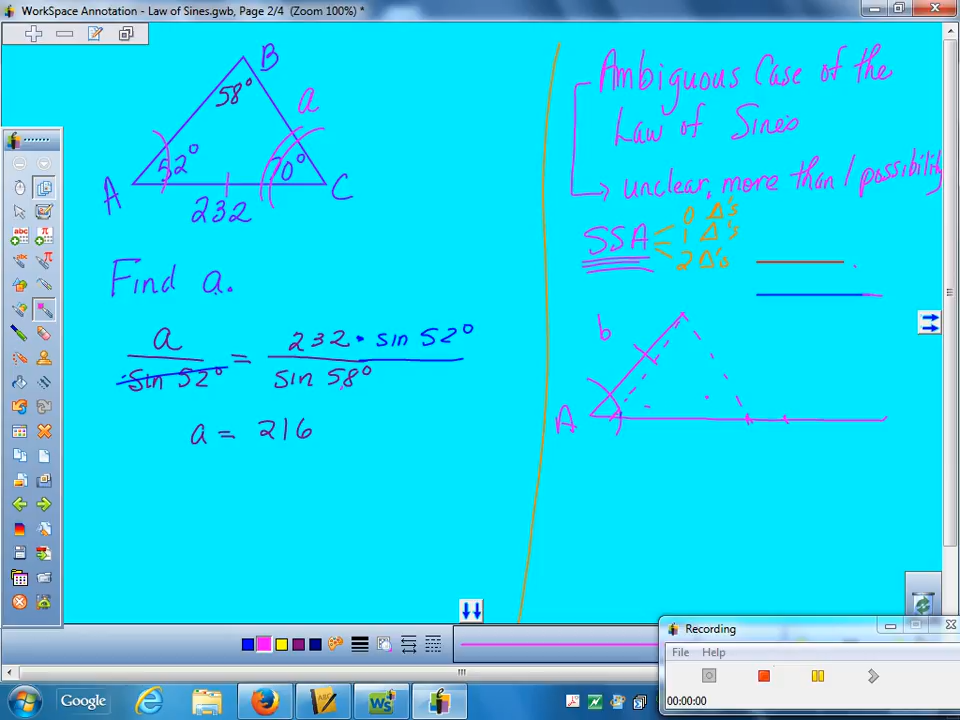 WorkSpace Annotation - Law of Sines.gwb, Page 2/4 (Zoom 100%) *
B
58°
a
52°
70°
A
C
232
Find a.
a
sin 52°
=
232 · sin 52°
sin 58°
a = 216
Ambiguous Case of the
Law of Sines
unclear, more than 1 possibility
SSA
0 Δ's
1 Δ's
2 Δ's
b
A
Recording
File Help
00:00:00
Google